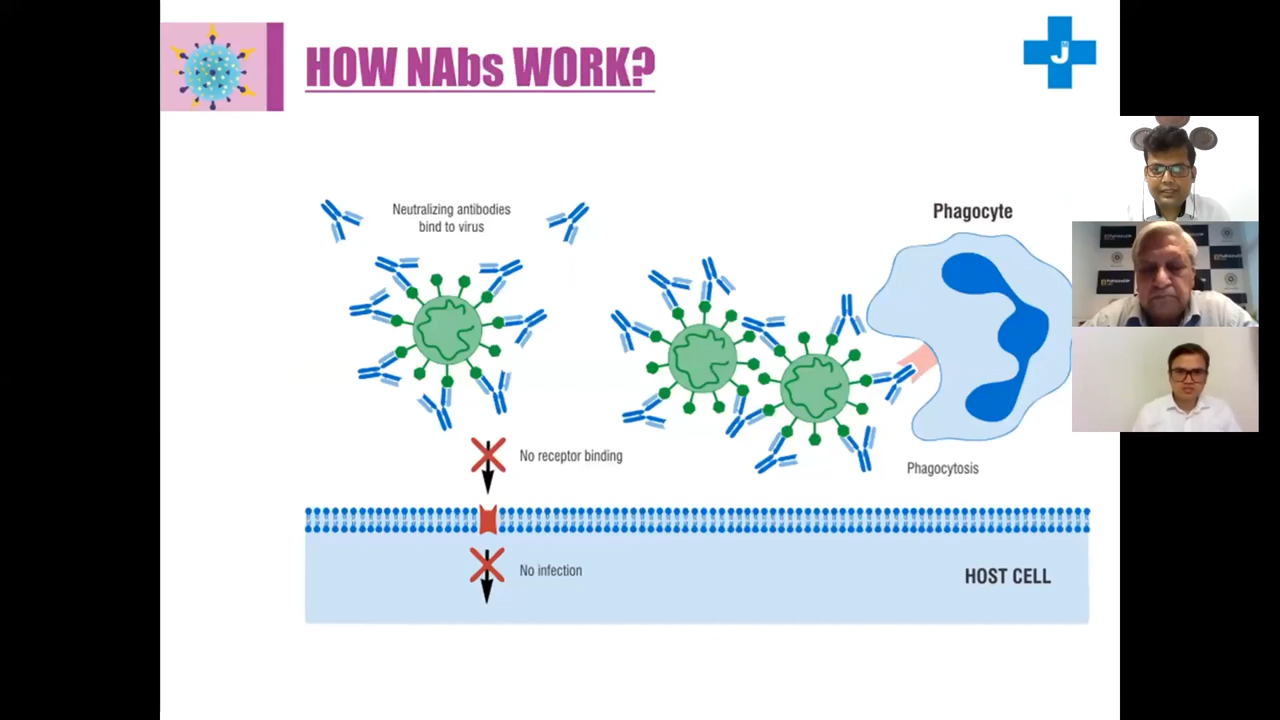 HOW NAbs WORK?
J
Neutralizing antibodies
bind to virus
Phagocyte
No receptor binding
Phagocytosis
No infection
HOST CELL